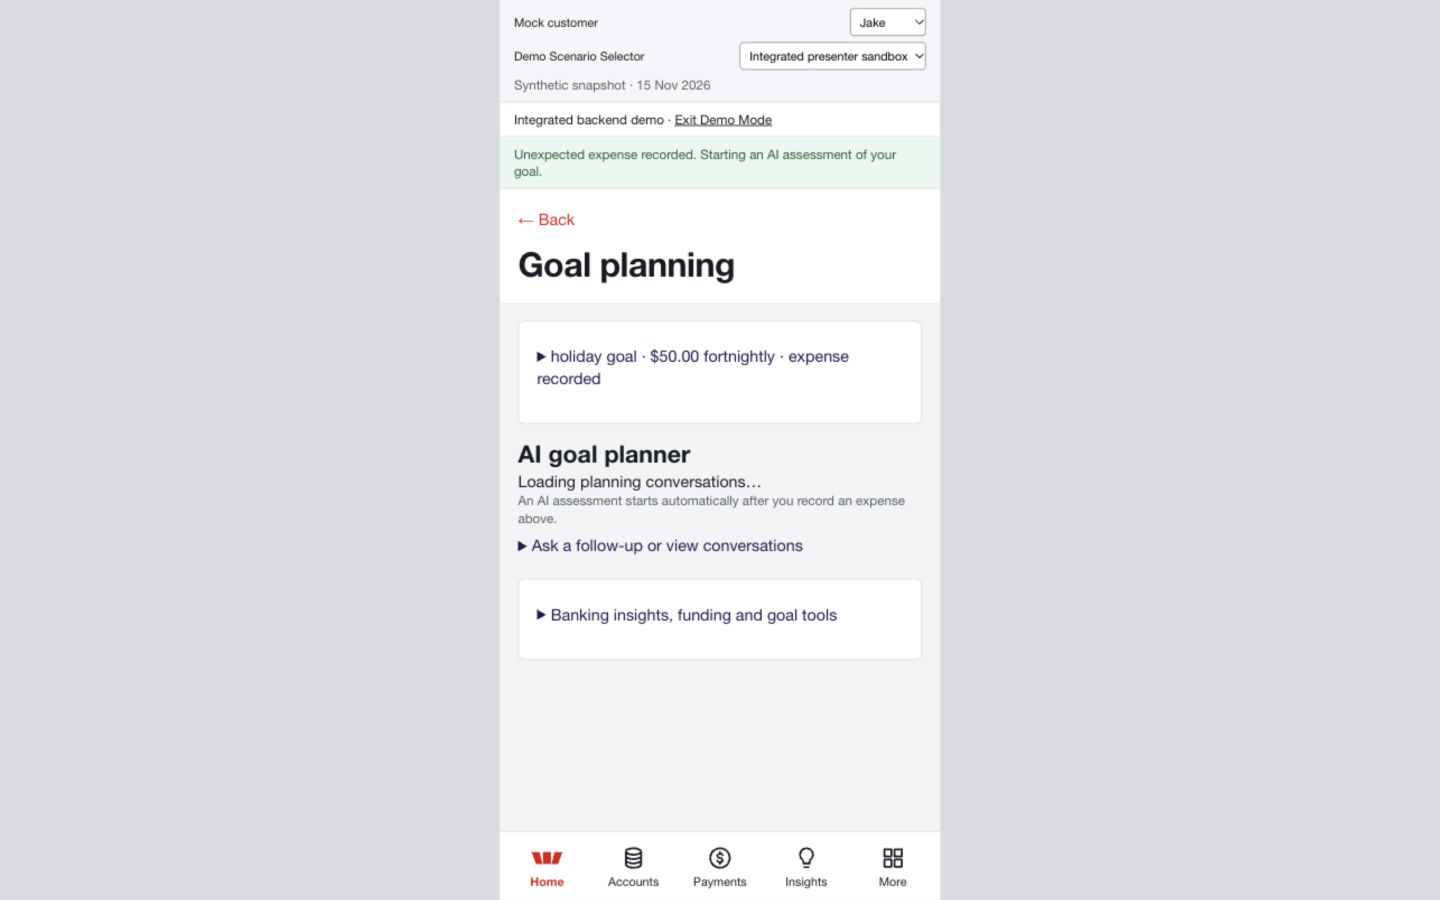 Mock customer
Jake
Demo Scenario Selector
Integrated presenter sandbox
Synthetic snapshot · 15 Nov 2026
Integrated backend demo · Exit Demo Mode
Unexpected expense recorded. Starting an AI assessment of your
goal.
← Back
Goal planning
▶ holiday goal · $50.00 fortnightly · expense
recorded
AI goal planner
Loading planning conversations…
An AI assessment starts automatically after you record an expense
above.
▶ Ask a follow-up or view conversations
▶ Banking insights, funding and goal tools
Home
Accounts
Payments
Insights
More